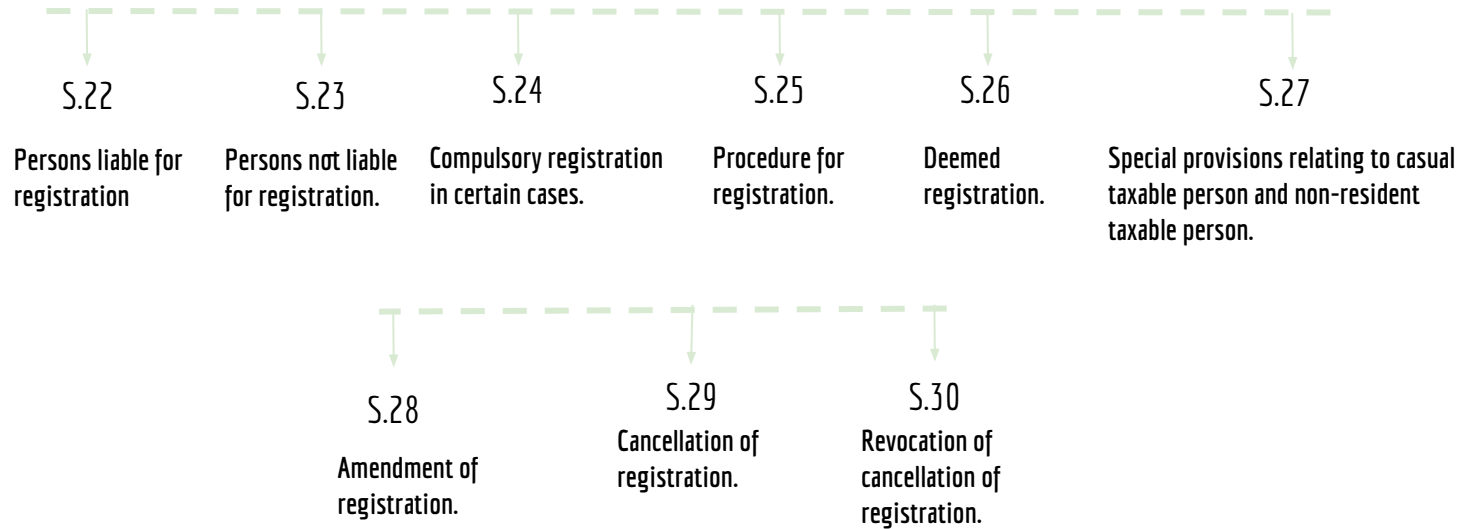 S.22
Persons liable for
registration
S.23
Persons not liable
for registration.
S.24
Compulsory registration
in certain cases.
S.25
Procedure for
registration.
S.26
Deemed
registration.
S.27
Special provisions relating to casual
taxable person and non-resident
taxable person.
S.28
Amendment of
registration.
S.29
Cancellation of
registration.
S.30
Revocation of
cancellation of
registration.